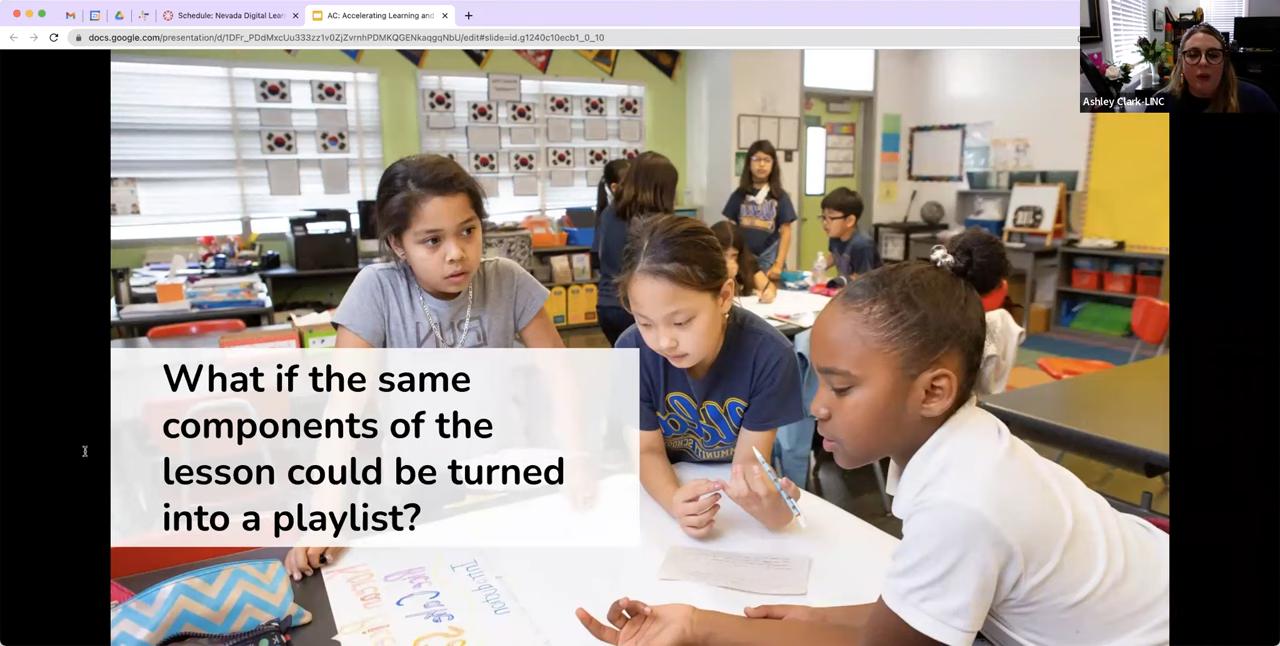 Schedule: Nevada Digital Lear
AC: Accelerating Learning and
docs.google.com/presentation/d/1DFr_PDdMxcUu333zz1v0ZjZvrnhPDMKQGENkaqgqNbU/edit#slide=id.g1240c10ecb1_0_10
Ashley Clark-LINC
What if the same
components of the
lesson could be turned
into a playlist?